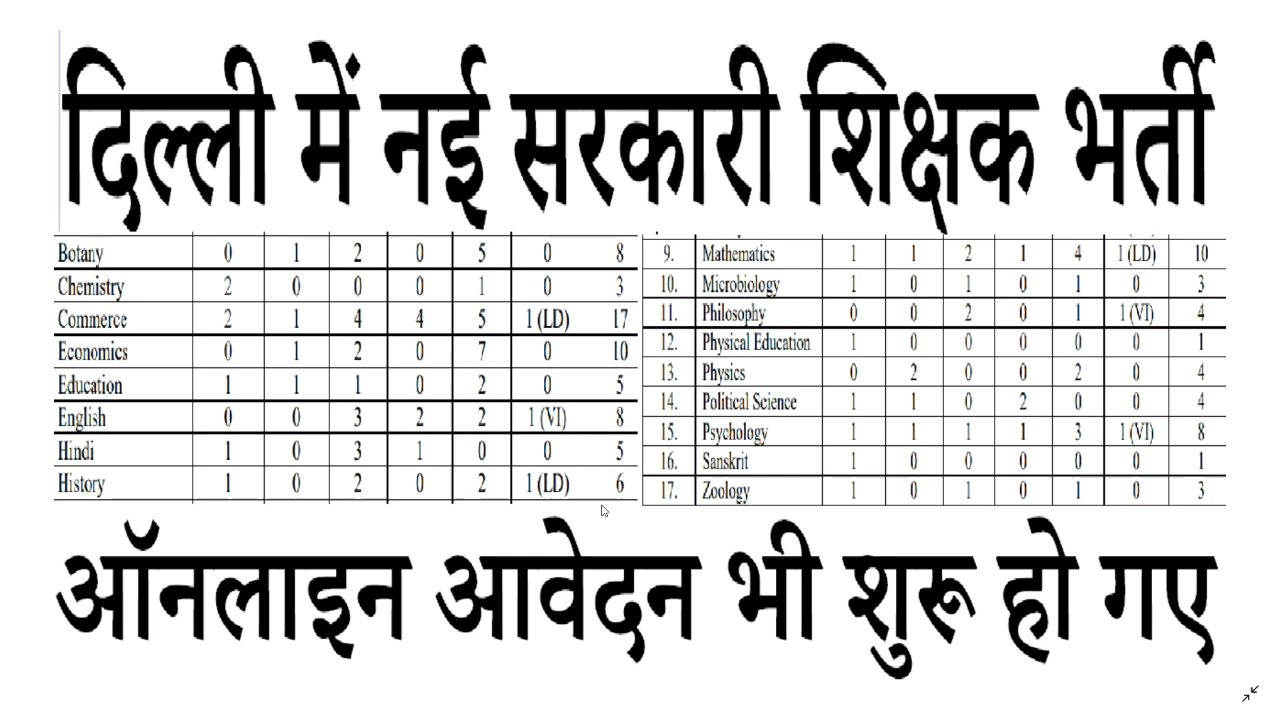 दिल्ली में नई सरकारी शिक्षक भर्ती
Botany 0 1 2 0 5 0 8
Chemistry 2 0 0 0 1 0 3
Commerce 2 1 4 4 5 1 (LD) 17
Economics 0 1 2 0 7 0 10
Education 1 1 1 0 2 0 5
English 0 0 3 2 2 1 (VI) 8
Hindi 1 0 3 1 0 0 5
History 1 0 2 0 2 1 (LD) 6
9. Mathematics 1 1 2 1 4 1 (LD) 10
10. Microbiology 1 0 1 0 1 0 3
11. Philosophy 0 0 2 0 1 1 (VI) 4
12. Physical Education 1 0 0 0 0 0 1
13. Physics 0 2 0 0 2 0 4
14. Political Science 1 1 0 2 0 0 4
15. Psychology 1 1 1 1 3 1 (VI) 8
16. Sanskrit 1 0 0 0 0 0 1
17. Zoology 1 0 1 0 1 0 3
ऑनलाइन आवेदन भी शुरू हो गए